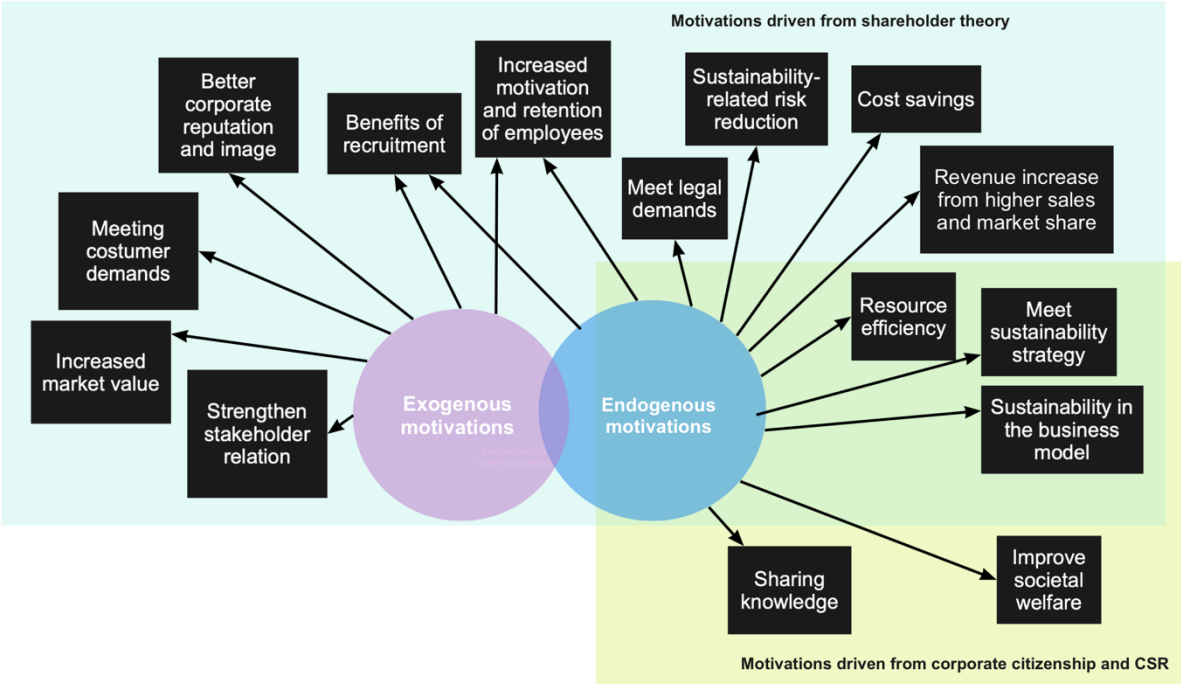 Motivations driven from shareholder theory
Better
corporate
reputation
and image
Benefits of
recruitment
Increased
motivation
and retention
of employees
Sustainability-
related risk
reduction
Cost savings
Meet legal
demands
Revenue increase
from higher sales
and market share
Meeting
costumer
demands
Increased
market value
Strengthen
stakeholder
relation
Exogenous
motivations
Endogenous
motivations
Resource
efficiency
Meet
sustainability
strategy
Sustainability in
the business
model
Sharing
knowledge
Improve
societal
welfare
Motivations driven from corporate citizenship and CSR